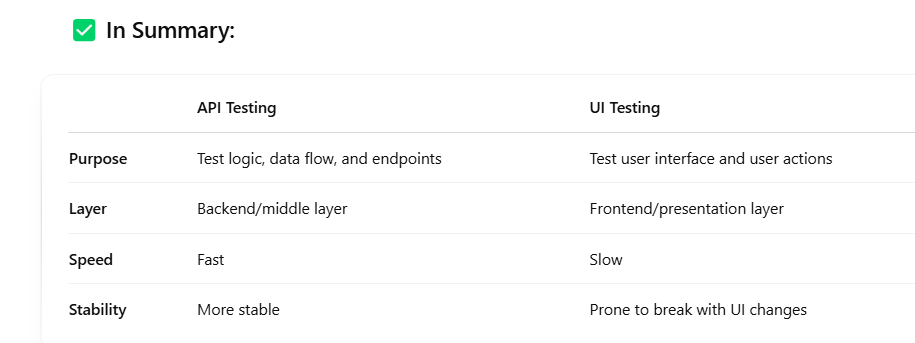 ✅ In Summary:
API Testing UI Testing
Purpose Test logic, data flow, and endpoints Test user interface and user actions
Layer Backend/middle layer Frontend/presentation layer
Speed Fast Slow
Stability More stable Prone to break with UI changes